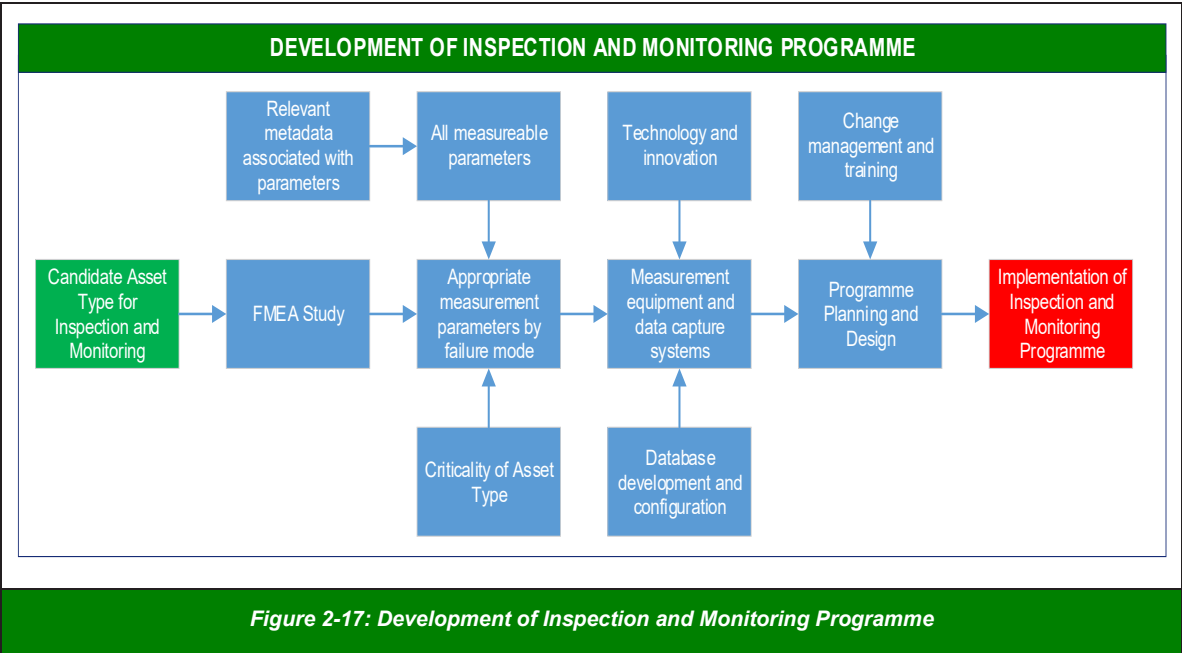 DEVELOPMENT OF INSPECTION AND MONITORING PROGRAMME
Relevant
metadata
associated with
parameters
All measureable
parameters
Technology and
innovation
Change
management and
training
Candidate Asset
Type for
Inspection and
Monitoring
FMEA Study
Appropriate
measurement
parameters by
failure mode
Measurement
equipment and
data capture
systems
Programme
Planning and
Design
Implementation of
Inspection and
Monitoring
Programme
Criticality of Asset
Type
Database
development and
configuration
Figure 2-17: Development of Inspection and Monitoring Programme